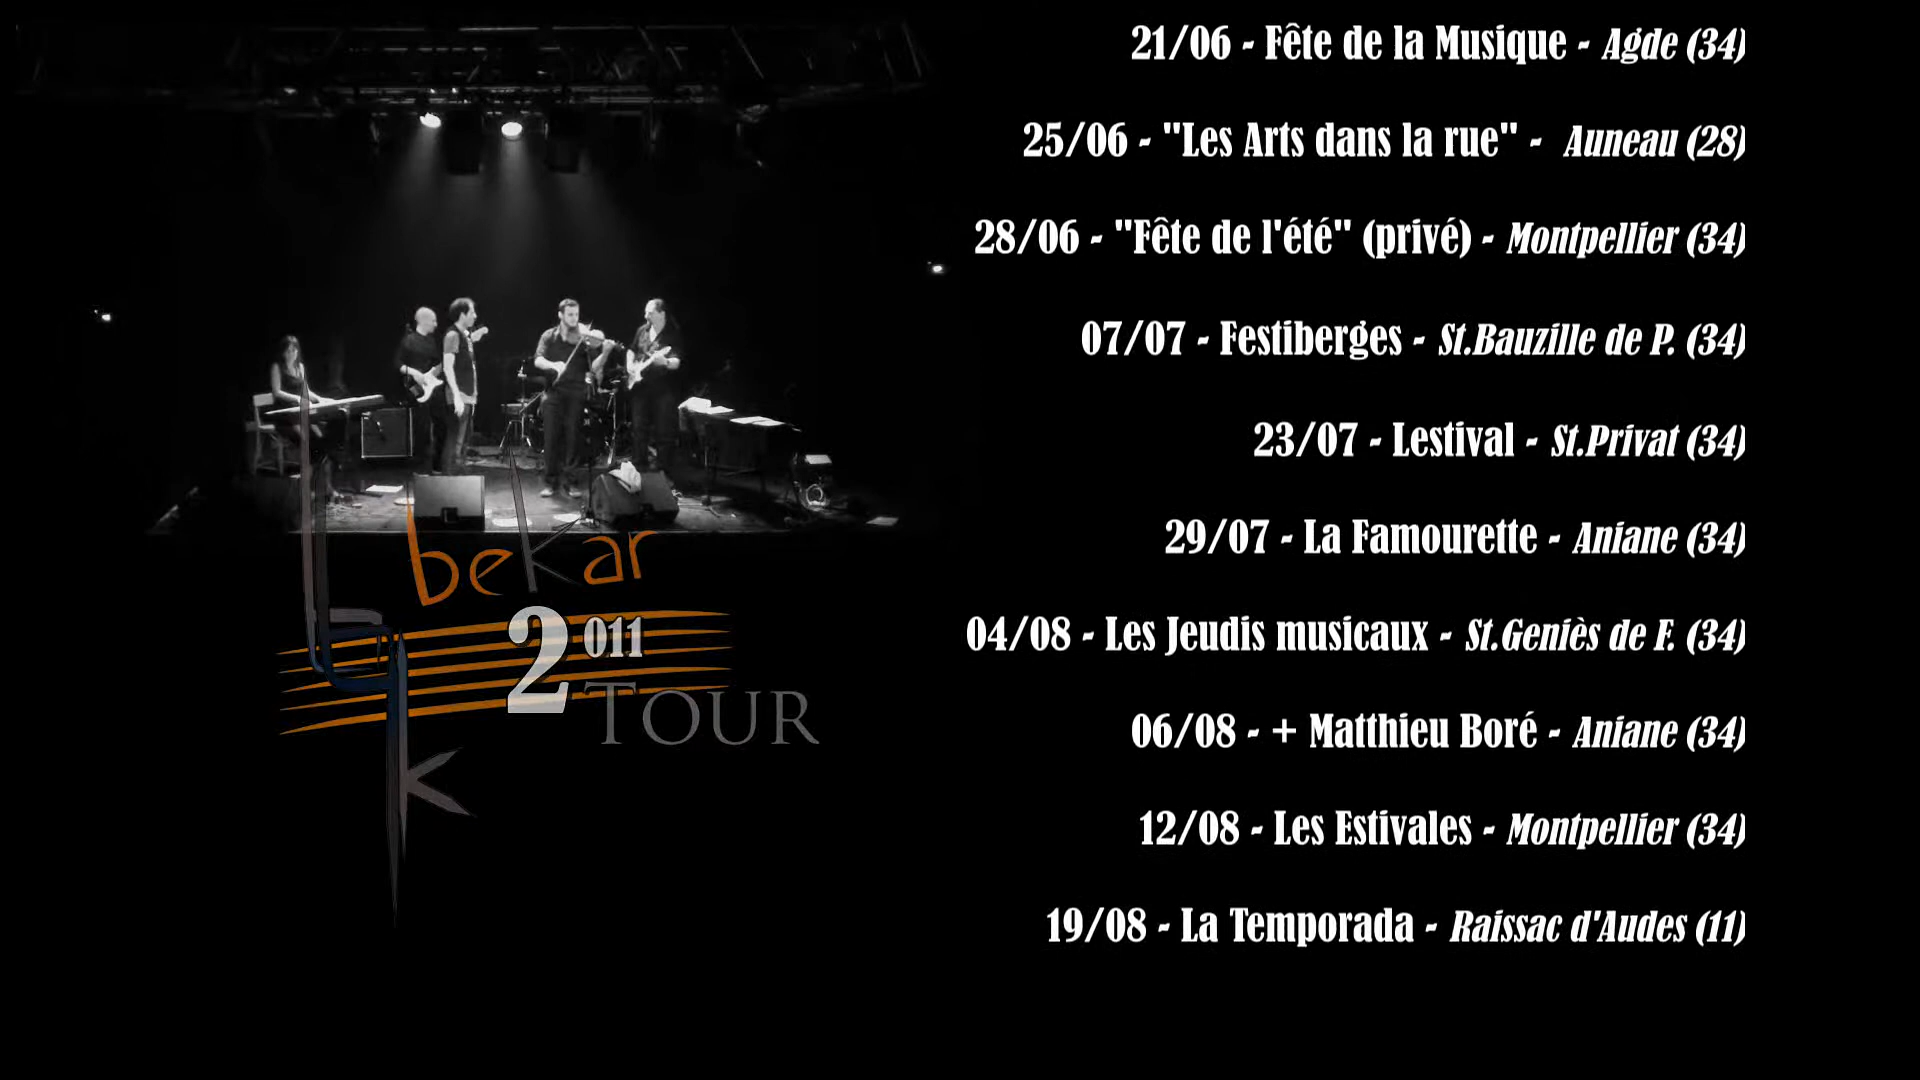 21/06 - Fête de la Musique - Agde (34)
25/06 - "Les Arts dans la rue" - Auneau (28)
28/06 - "Fête de l'été" (privé) - Montpellier (34)
07/07 - Festiberges - St.Bauzille de P. (34)
23/07 - Lestival - St.Privat (34)
29/07 - La Famourette - Aniane (34)
04/08 - Les Jeudis musicaux - St.Geniès de F. (34)
06/08 - + Matthieu Boré - Aniane (34)
12/08 - Les Estivales - Montpellier (34)
19/08 - La Temporada - Raissac d'Audes (11)
bekar
2011
Tour